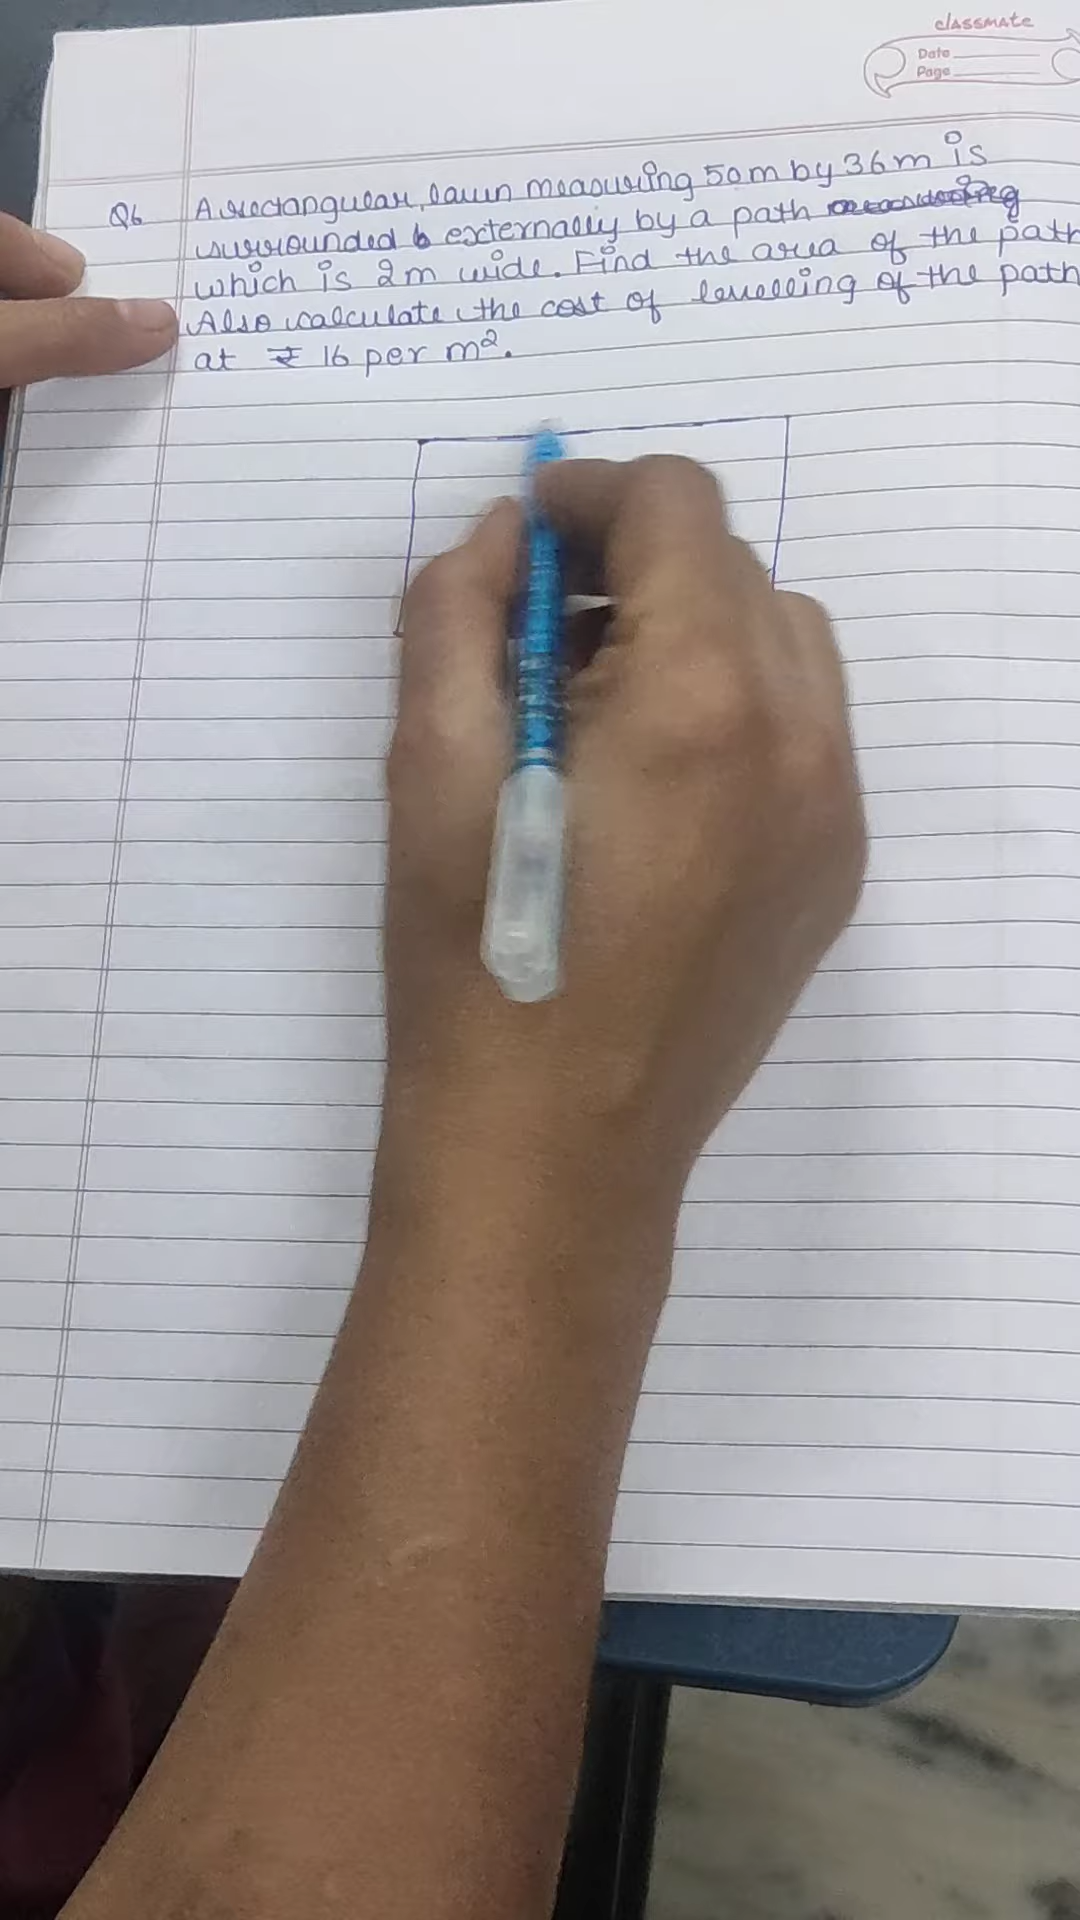 classmate
Date
Page
Q6 A rectangular lawn measuring 50m by 36m is
surrounded externally by a path
which is 2m wide. Find the area of the path
Also calculate the cost of levelling of the path
at ₹ 16 per m².